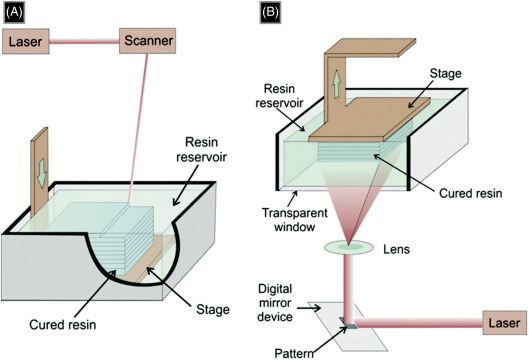 (A)
Laser
Scanner
Resin
reservoir
Cured resin
Stage
(B)
Resin
reservoir
Stage
Cured resin
Transparent
window
Lens
Digital
mirror
device
Pattern
Laser